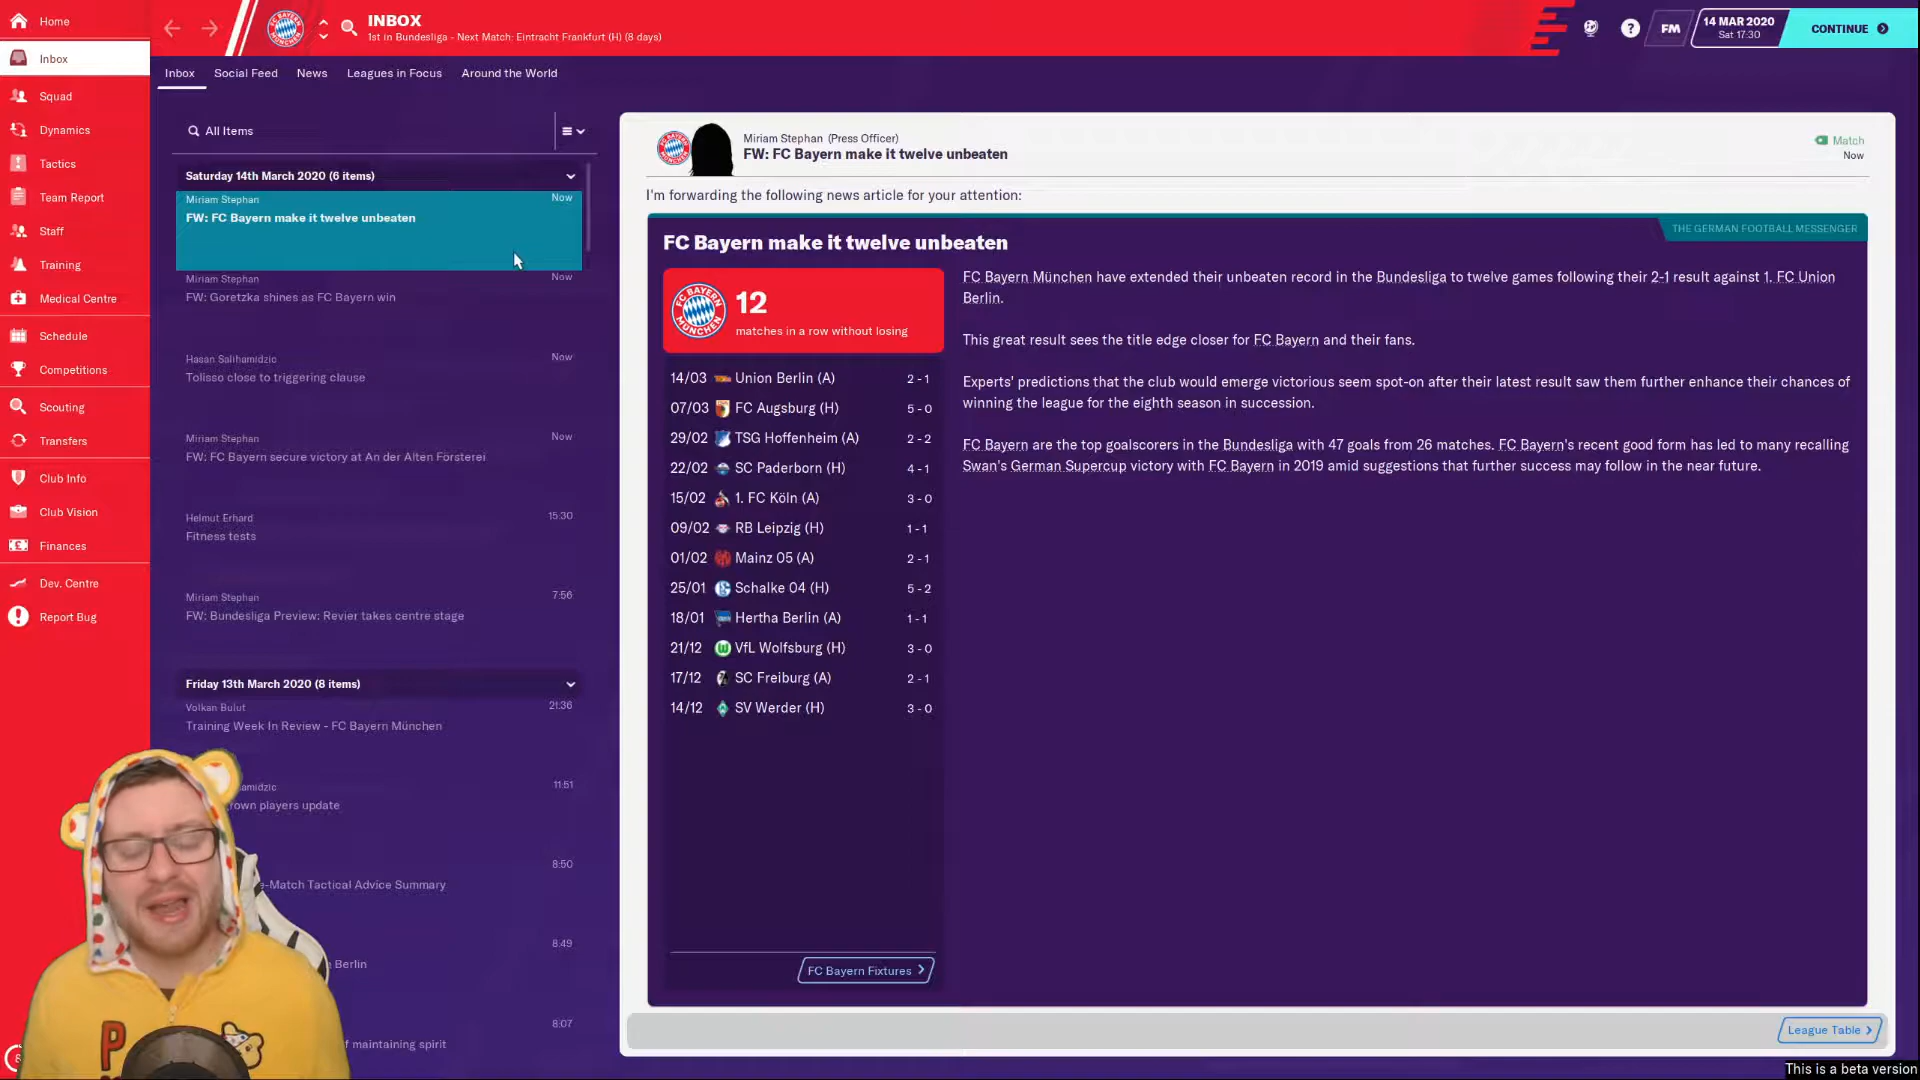 Home
Inbox
Squad
Dynamics
Tactics
Team Report
Staff
Training
Medical Centre
Schedule
Competitions
Scouting
Transfers
Club Info
Club Vision
Finances
Dev. Centre
Report Bug
INBOX
1st in Bundesliga - Next Match: Eintracht Frankfurt (H) (8 days)
FM
14 MAR 2020
Sat 17:30
CONTINUE
Inbox Social Feed News Leagues in Focus Around the World
All Items
Saturday 14th March 2020 (6 items)
Miriam Stephan Now
FW: FC Bayern make it twelve unbeaten
Miriam Stephan Now
FW: Goretzka shines as FC Bayern win
Hasan Salihamidzic Now
Tolisso close to triggering clause
Miriam Stephan Now
FW: FC Bayern secure victory at An der Alten Försterei
Helmut Erhard 15:30
Fitness tests
Miriam Stephan 7:56
FW: Bundesliga Preview: Revier takes centre stage
Friday 13th March 2020 (8 items)
Volkan Bulut 21:36
Training Week In Review - FC Bayern München
amidzic 11:51
rown players update
8:50
-Match Tactical Advice Summary
8:49
Berlin
8:07
f maintaining spirit
Miriam Stephan (Press Officer)
FW: FC Bayern make it twelve unbeaten
Match
Now
I'm forwarding the following news article for your attention:
THE GERMAN FOOTBALL MESSENGER
FC Bayern make it twelve unbeaten
FC BAYERN MÜNCHEN
12
matches in a row without losing
14/03 Union Berlin (A) 2 - 1
07/03 FC Augsburg (H) 5 - 0
29/02 TSG Hoffenheim (A) 2 - 2
22/02 SC Paderborn (H) 4 - 1
15/02 1. FC Köln (A) 3 - 0
09/02 RB Leipzig (H) 1 - 1
01/02 Mainz 05 (A) 2 - 1
25/01 Schalke 04 (H) 5 - 2
18/01 Hertha Berlin (A) 1 - 1
21/12 VfL Wolfsburg (H) 3 - 0
17/12 SC Freiburg (A) 2 - 1
14/12 SV Werder (H) 3 - 0
FC Bayern Fixtures
FC Bayern München have extended their unbeaten record in the Bundesliga to twelve games following their 2-1 result against 1. FC Union
Berlin.
This great result sees the title edge closer for FC Bayern and their fans.
Experts' predictions that the club would emerge victorious seem spot-on after their latest result saw them further enhance their chances of
winning the league for the eighth season in succession.
FC Bayern are the top goalscorers in the Bundesliga with 47 goals from 26 matches. FC Bayern's recent good form has led to many recalling
Swan's German Supercup victory with FC Bayern in 2019 amid suggestions that further success may follow in the near future.
League Table
This is a beta version